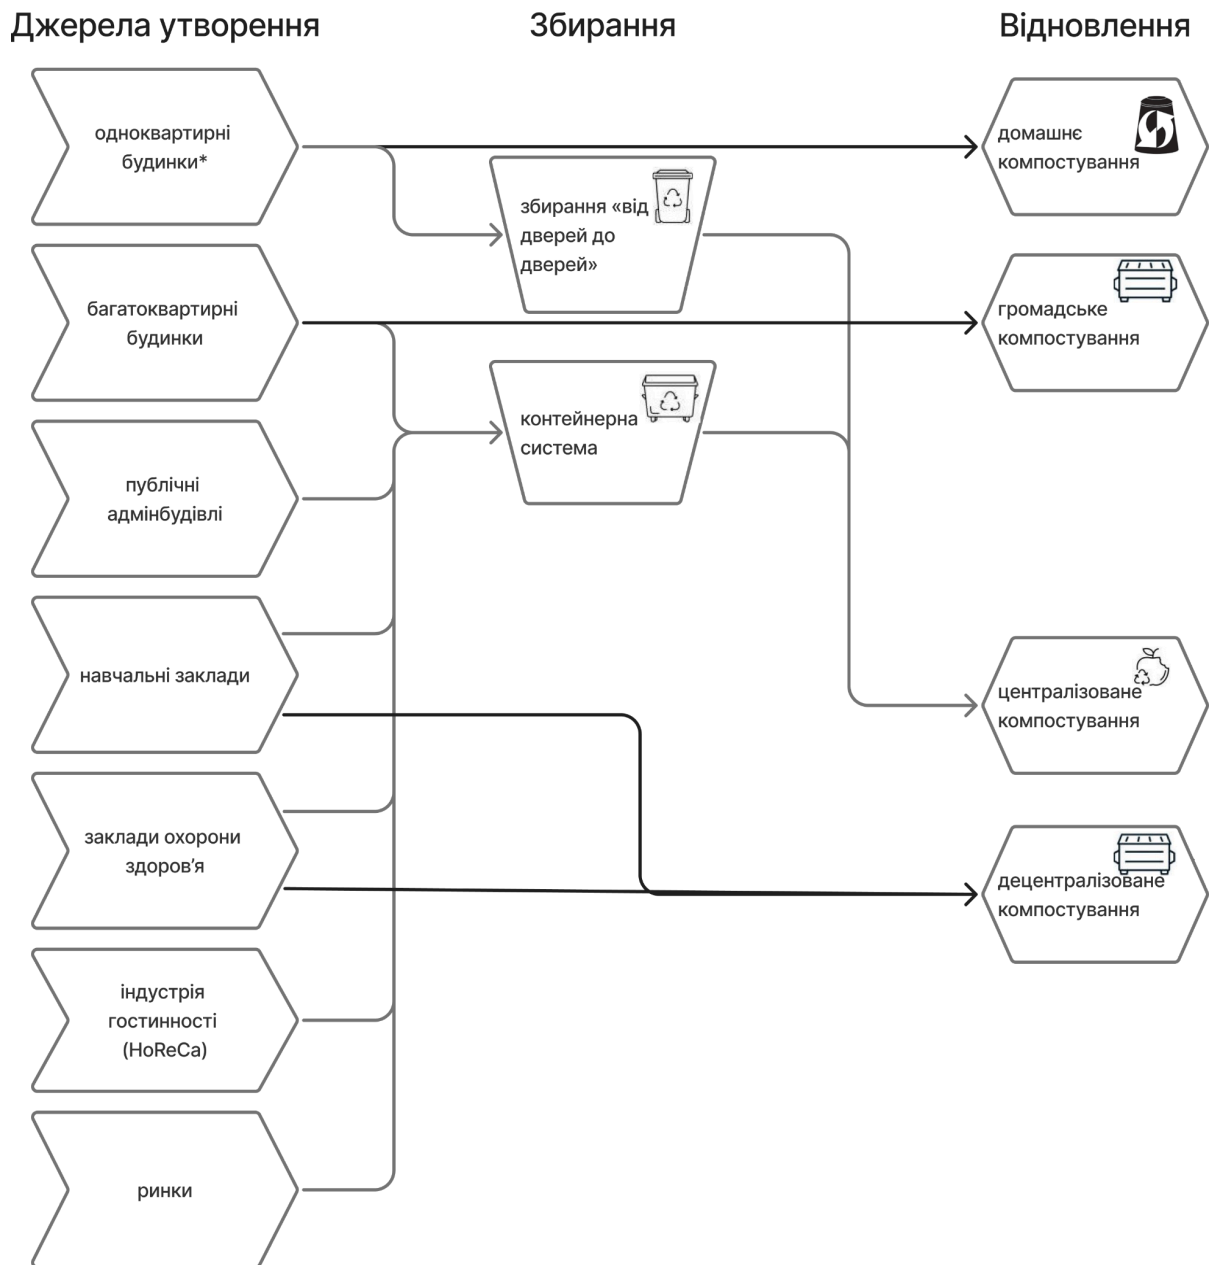 Джерела утворення
Збирання
Відновлення
одноквартирні
будинки*
збирання «від
дверей до
дверей»
домашнє
компостування
багатоквартирні
будинки
громадське
компостування
контейнерна
система
публічні
адмінбудівлі
навчальні заклади
централізоване
компостування
заклади охорони
здоров’я
децентралізоване
компостування
індустрія
гостинності
(HoReCa)
ринки